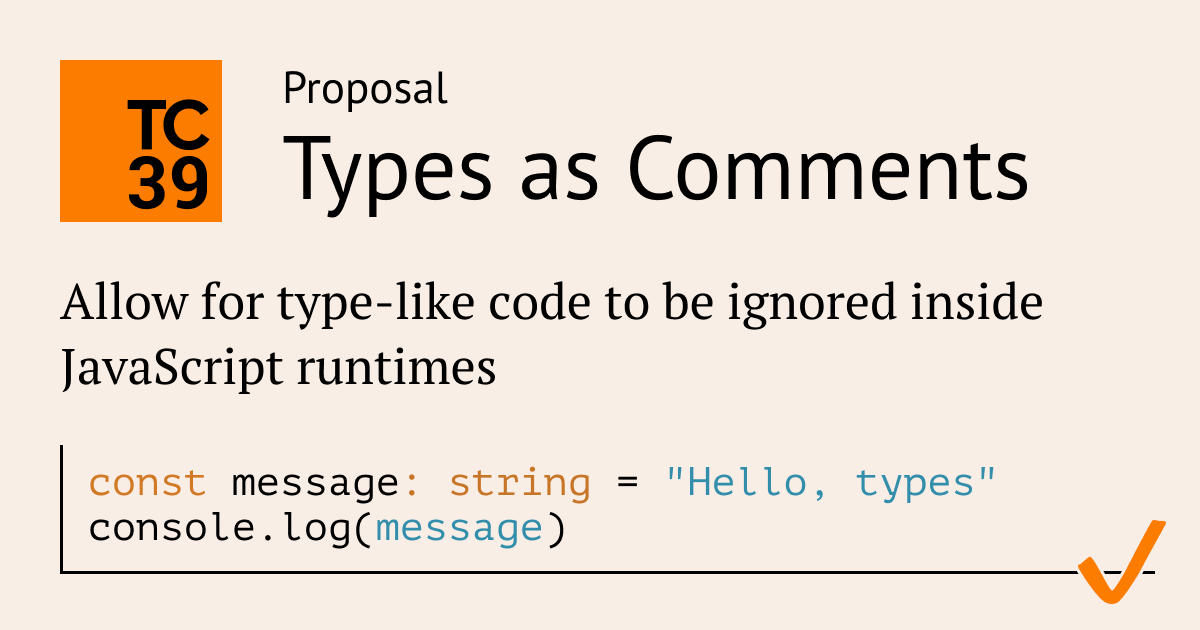 TC
39
Proposal
Types as Comments
Allow for type-like code to be ignored inside
JavaScript runtimes
const message: string = "Hello, types"
console.log(message)